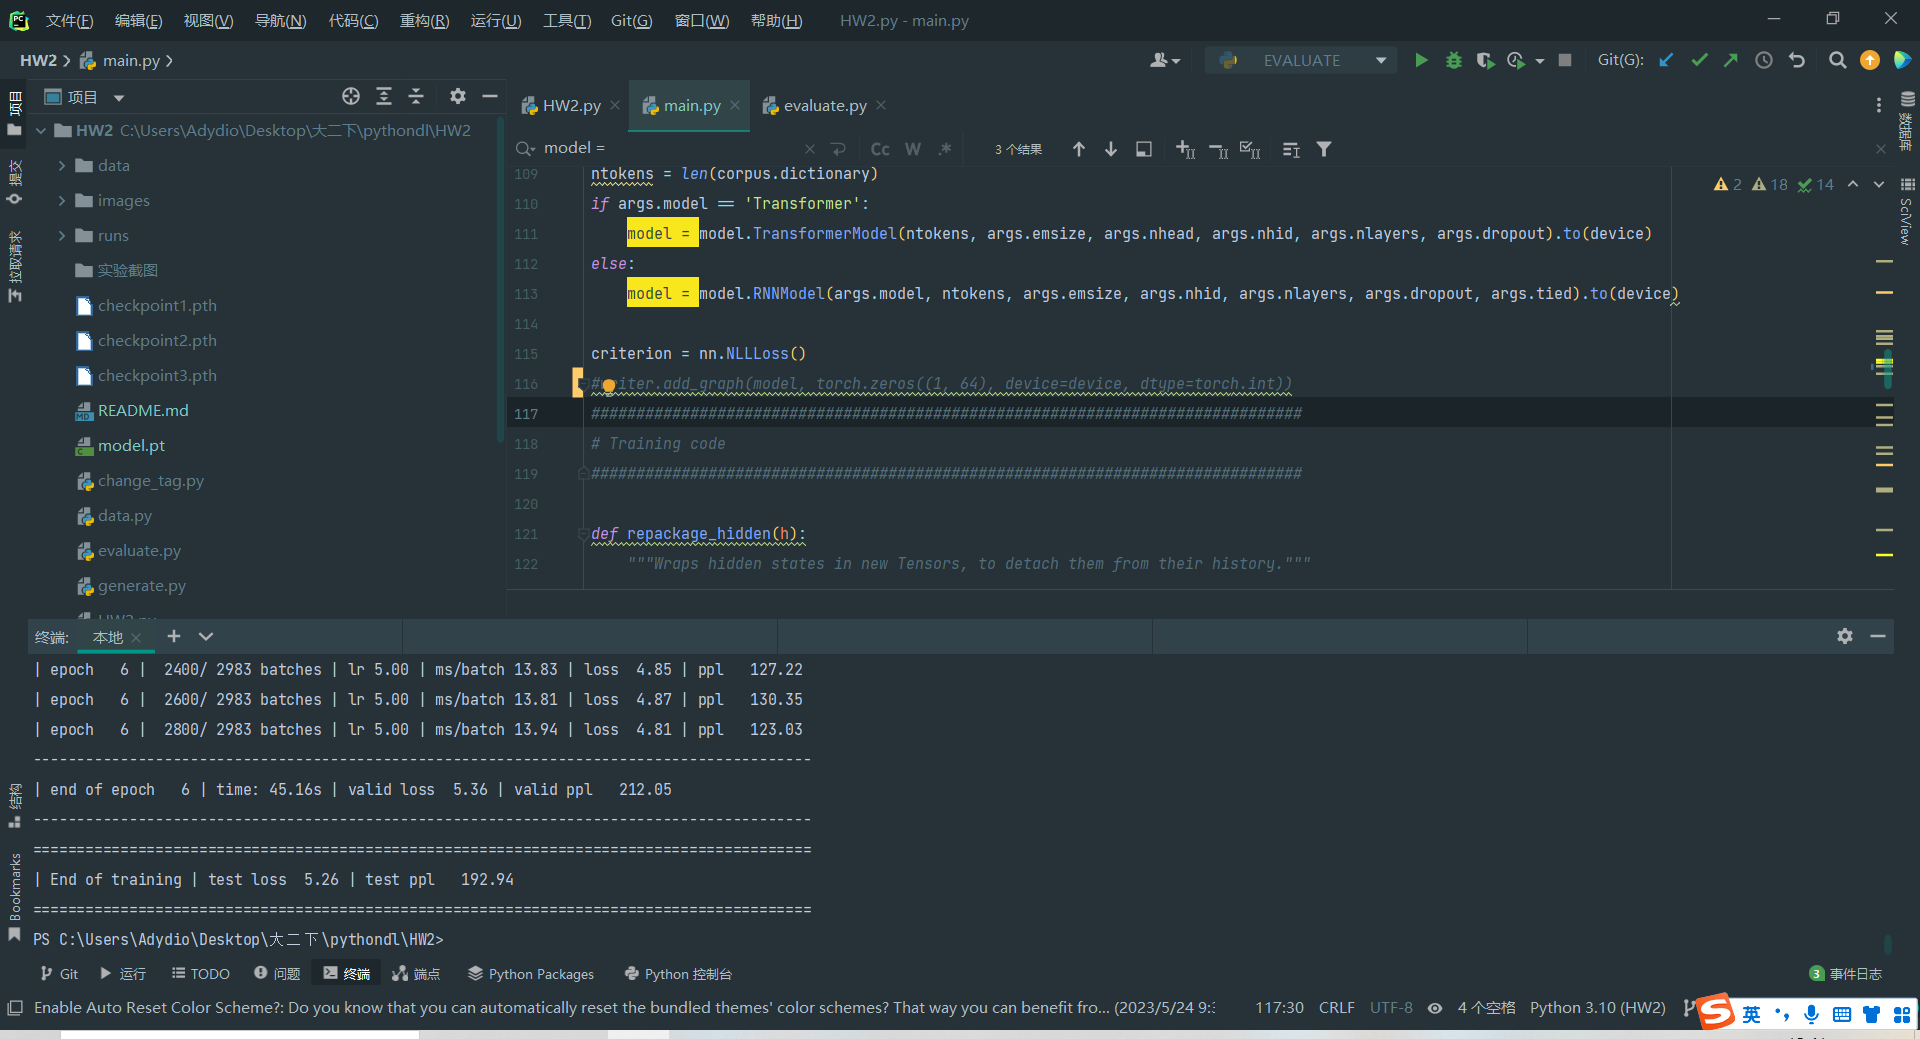 文件(F) 编辑(E) 视图(V) 导航(N) 代码(C) 重构(R) 运行(U) 工具(T) Git(G) 窗口(W) 帮助(H) HW2.py - main.py
HW2 main.py EVALUATE Git(G):
项目
HW2.py main.py evaluate.py
HW2 C:\Users\Adydio\Desktop\大二下\pythondl\HW2
data
images
runs
实验截图
checkpoint1.pth
checkpoint2.pth
checkpoint3.pth
README.md
model.pt
change_tag.py
data.py
evaluate.py
generate.py
HW2.py
model = Cc W .* 3 个结果
2 18 14
109 ntokens = len(corpus.dictionary)
110 if args.model == 'Transformer':
111 model = model.TransformerModel(ntokens, args.emsize, args.nhead, args.nhid, args.nlayers, args.dropout).to(device)
112 else:
113 model = model.RNNModel(args.model, ntokens, args.emsize, args.nhid, args.nlayers, args.dropout, args.tied).to(device)
114
115 criterion = nn.NLLLoss()
116 #writer.add_graph(model, torch.zeros((1, 64), device=device, dtype=torch.int))
117 ###############################################################################
118 # Training code
119 ###############################################################################
120
121 def repackage_hidden(h):
122 """Wraps hidden states in new Tensors, to detach them from their history."""
项目
提交
拉取请求
结构
Bookmarks
数据库
SciView
终端: 本地
| epoch   6 |  2400/ 2983 batches | lr 5.00 | ms/batch 13.83 | loss  4.85 | ppl   127.22
| epoch   6 |  2600/ 2983 batches | lr 5.00 | ms/batch 13.81 | loss  4.87 | ppl   130.35
| epoch   6 |  2800/ 2983 batches | lr 5.00 | ms/batch 13.94 | loss  4.81 | ppl   123.03
-----------------------------------------------------------------------------------------
| end of epoch   6 | time: 45.16s | valid loss  5.36 | valid ppl   212.05
-----------------------------------------------------------------------------------------
=========================================================================================
| End of training | test loss  5.26 | test ppl   192.94
=========================================================================================
PS C:\Users\Adydio\Desktop\大二下\pythondl\HW2>
Git 运行 TODO 问题 终端 端点 Python Packages Python 控制台 3 事件日志
Enable Auto Reset Color Scheme?: Do you know that you can automatically reset the bundled themes' color schemes? That way you can benefit fro... (2023/5/24 9:3 117:30 CRLF UTF-8 4 个空格 Python 3.10 (HW2)
英